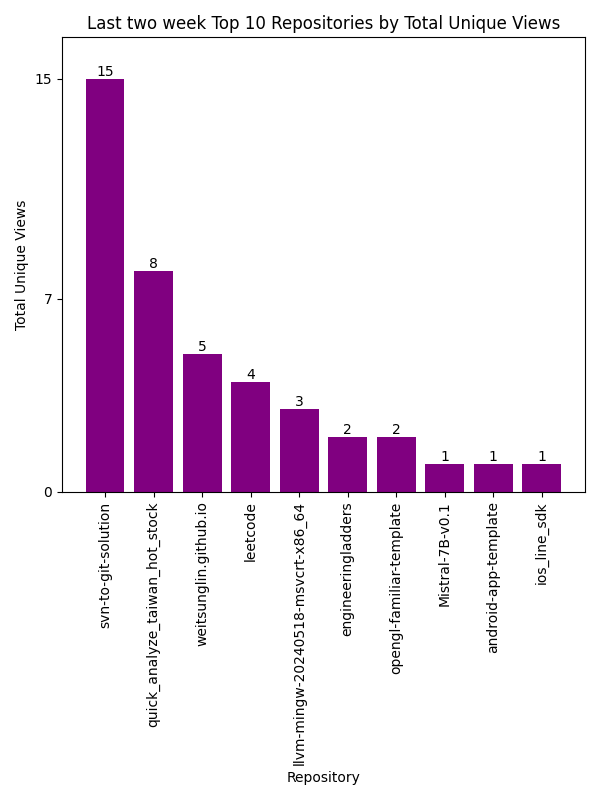 Last two week Top 10 Repositories by Total Unique Views
Total Unique Views
15
7
0
15
8
5
4
3
2
2
1
1
1
svn-to-git-solution
quick_analyze_taiwan_hot_stock
weitsunglin.github.io
leetcode
llvm-mingw-20240518-msvcrt-x86_64
engineeringladders
opengl-familiar-template
Mistral-7B-v0.1
android-app-template
ios_line_sdk
Repository